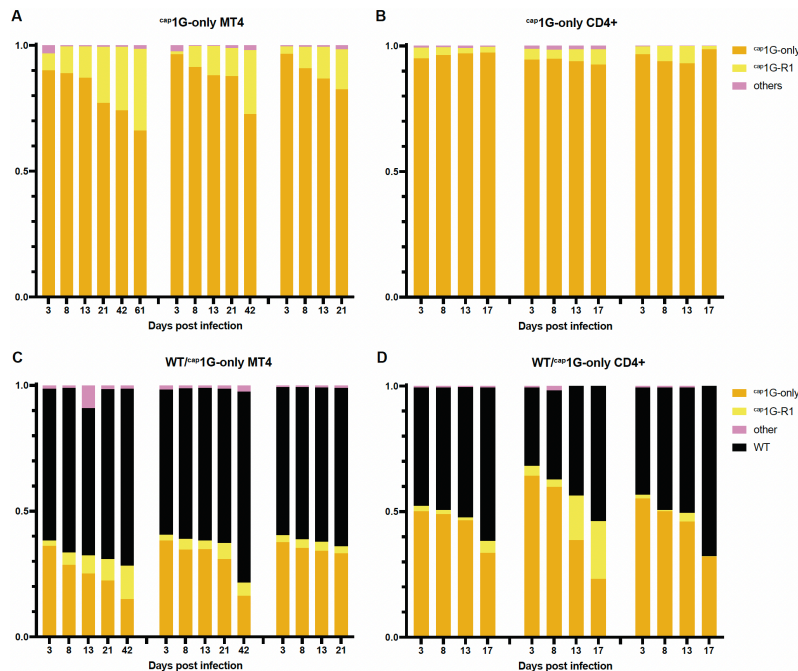 A
cap1G-only MT4
1.0
0.5
0.0
3 8 13 21 42 61 3 8 13 21 42 3 8 13 21
Days post infection
B
cap1G-only CD4+
1.0
0.5
0.0
3 8 13 17 3 8 13 17 3 8 13 17
Days post infection
cap1G-only
cap1G-R1
others
C
WT/cap1G-only MT4
1.0
0.5
0.0
3 8 13 21 42 3 8 13 21 42 3 8 13 21
Days post infection
D
WT/cap1G-only CD4+
1.0
0.5
0.0
3 8 13 17 3 8 13 17 3 8 13 17
Days post infection
cap1G-only
cap1G-R1
other
WT